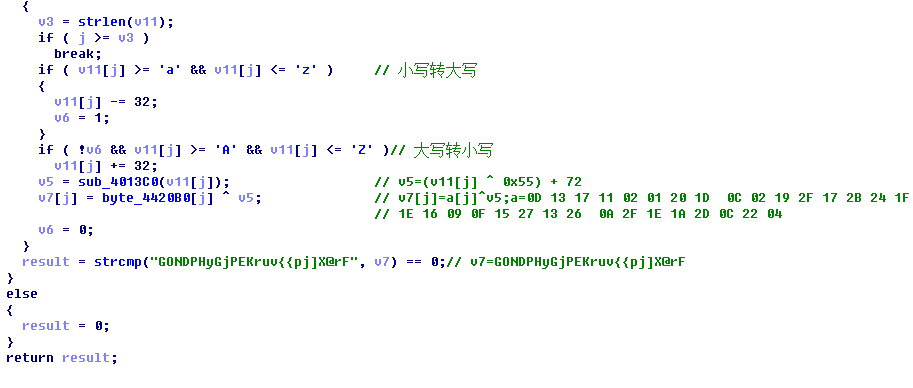 {
v3 = strlen(v11);
if ( j >= v3 )
break;
if ( v11[j] >= 'a' && v11[j] <= 'z' )     // 小写转大写
{
v11[j] -= 32;
v6 = 1;
}
if ( !v6 && v11[j] >= 'A' && v11[j] <= 'Z' )// 大写转小写
v11[j] += 32;
v5 = sub_4013C0(v11[j]);                  // v5=(v11[j] ^ 0x55) + 72
v7[j] = byte_4420B0[j] ^ v5;              // v7[j]=a[j]^v5;a=0D 13 17 11 02 01 20 1D  0C 02 19 2F 17 2B 24 1F
// 1E 16 09 0F 15 27 13 26  0A 2F 1E 1A 2D 0C 22 04
v6 = 0;
}
result = strcmp("GONDPHyGjPEKruv{{pj]X@rF", v7) == 0;// v7=GONDPHyGjPEKruv{{pj]X@rF
}
else
{
result = 0;
}
return result;